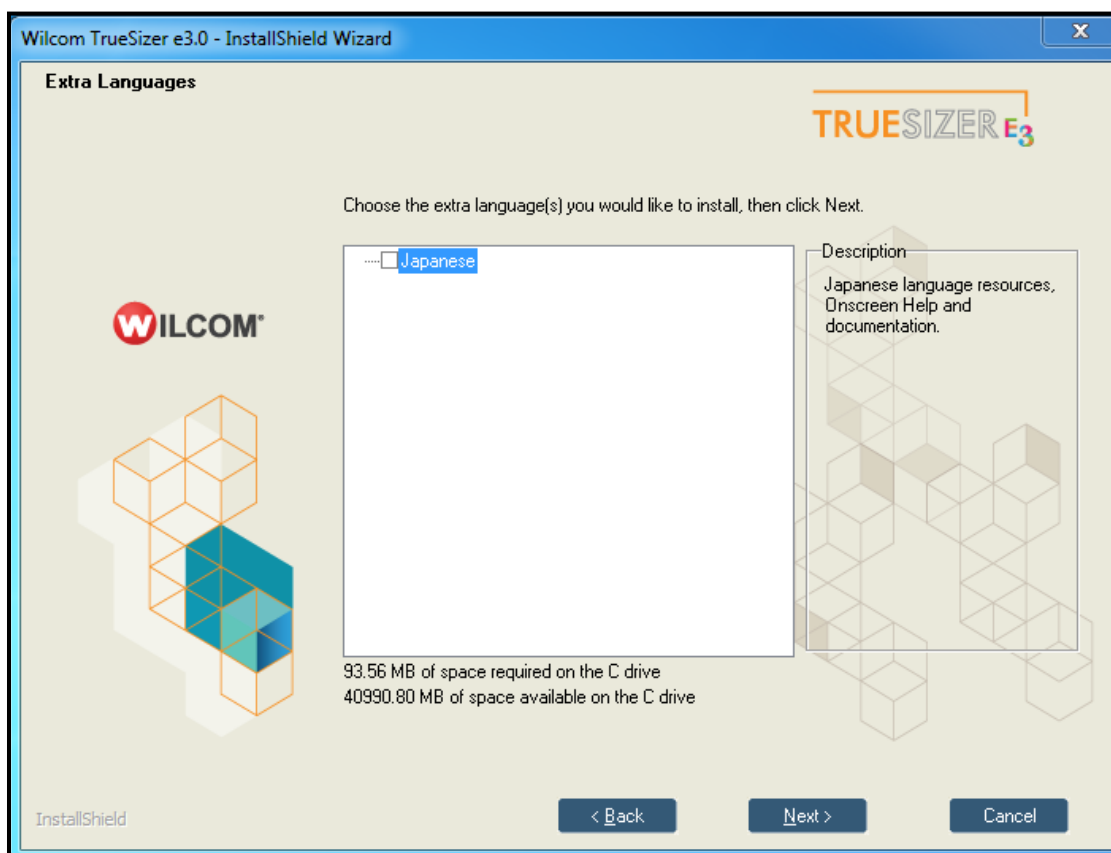 Wilcom TrueSizer e3.0 - InstallShield Wizard
X
Extra Languages
TRUESIZER E3
Choose the extra language(s) you would like to install, then click Next.
Japanese
Description
Japanese language resources,
Onscreen Help and
documentation.
WILCOM®
93.56 MB of space required on the C drive
40990.80 MB of space available on the C drive
InstallShield
< Back
Next >
Cancel